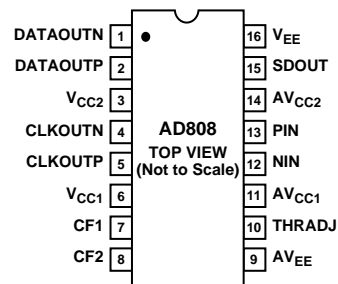 DATAOUTN 1
DATAOUTP 2
VCC2 3
CLKOUTN 4
CLKOUTP 5
VCC1 6
CF1 7
CF2 8
AD808
TOP VIEW
(Not to Scale)
16 VEE
15 SDOUT
14 AVCC2
13 PIN
12 NIN
11 AVCC1
10 THRADJ
9 AVEE